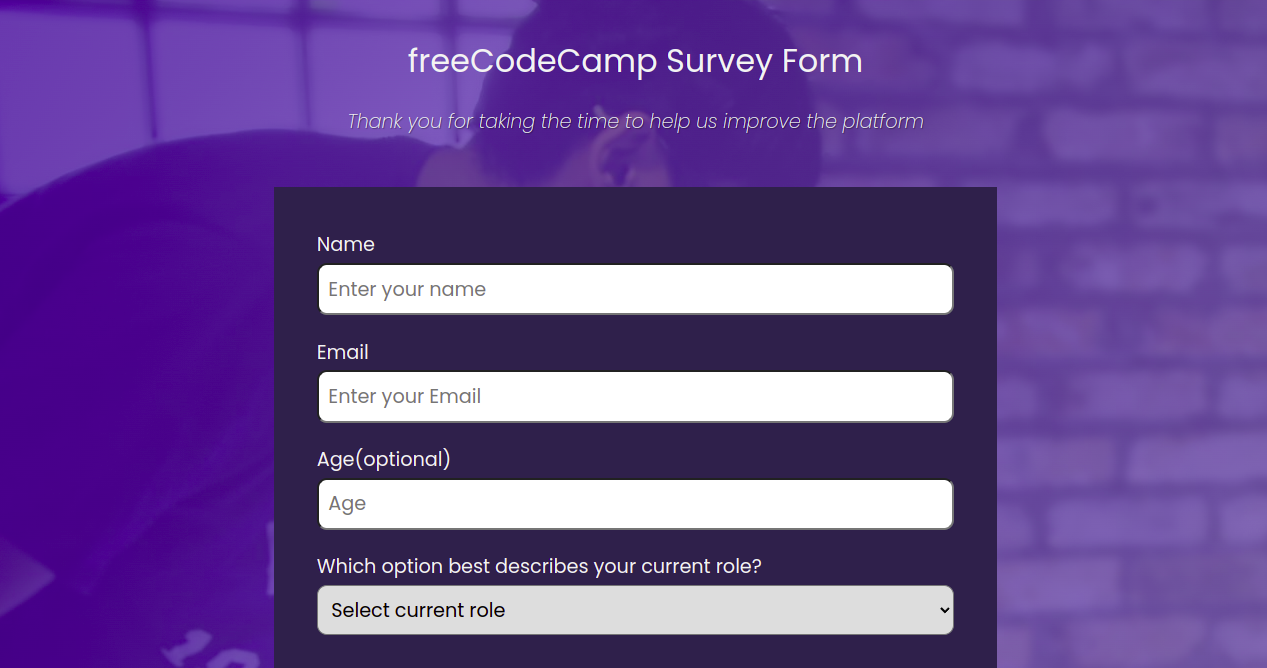 freeCodeCamp Survey Form
Thank you for taking the time to help us improve the platform
Name
Enter your name
Email
Enter your Email
Age(optional)
Age
Which option best describes your current role?
Select current role